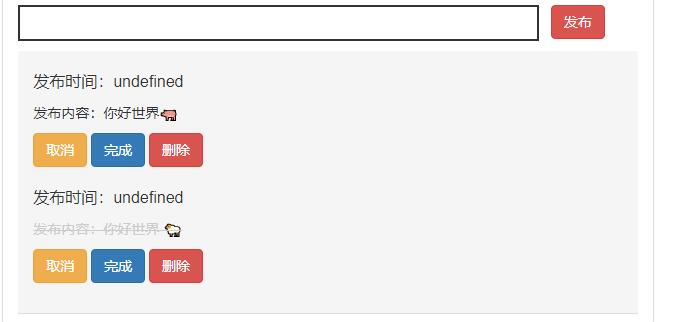 发布
发布时间：undefined
发布内容：你好世界🐖
取消 完成 删除
发布时间：undefined
发布内容：你好世界 🐑
取消 完成 删除